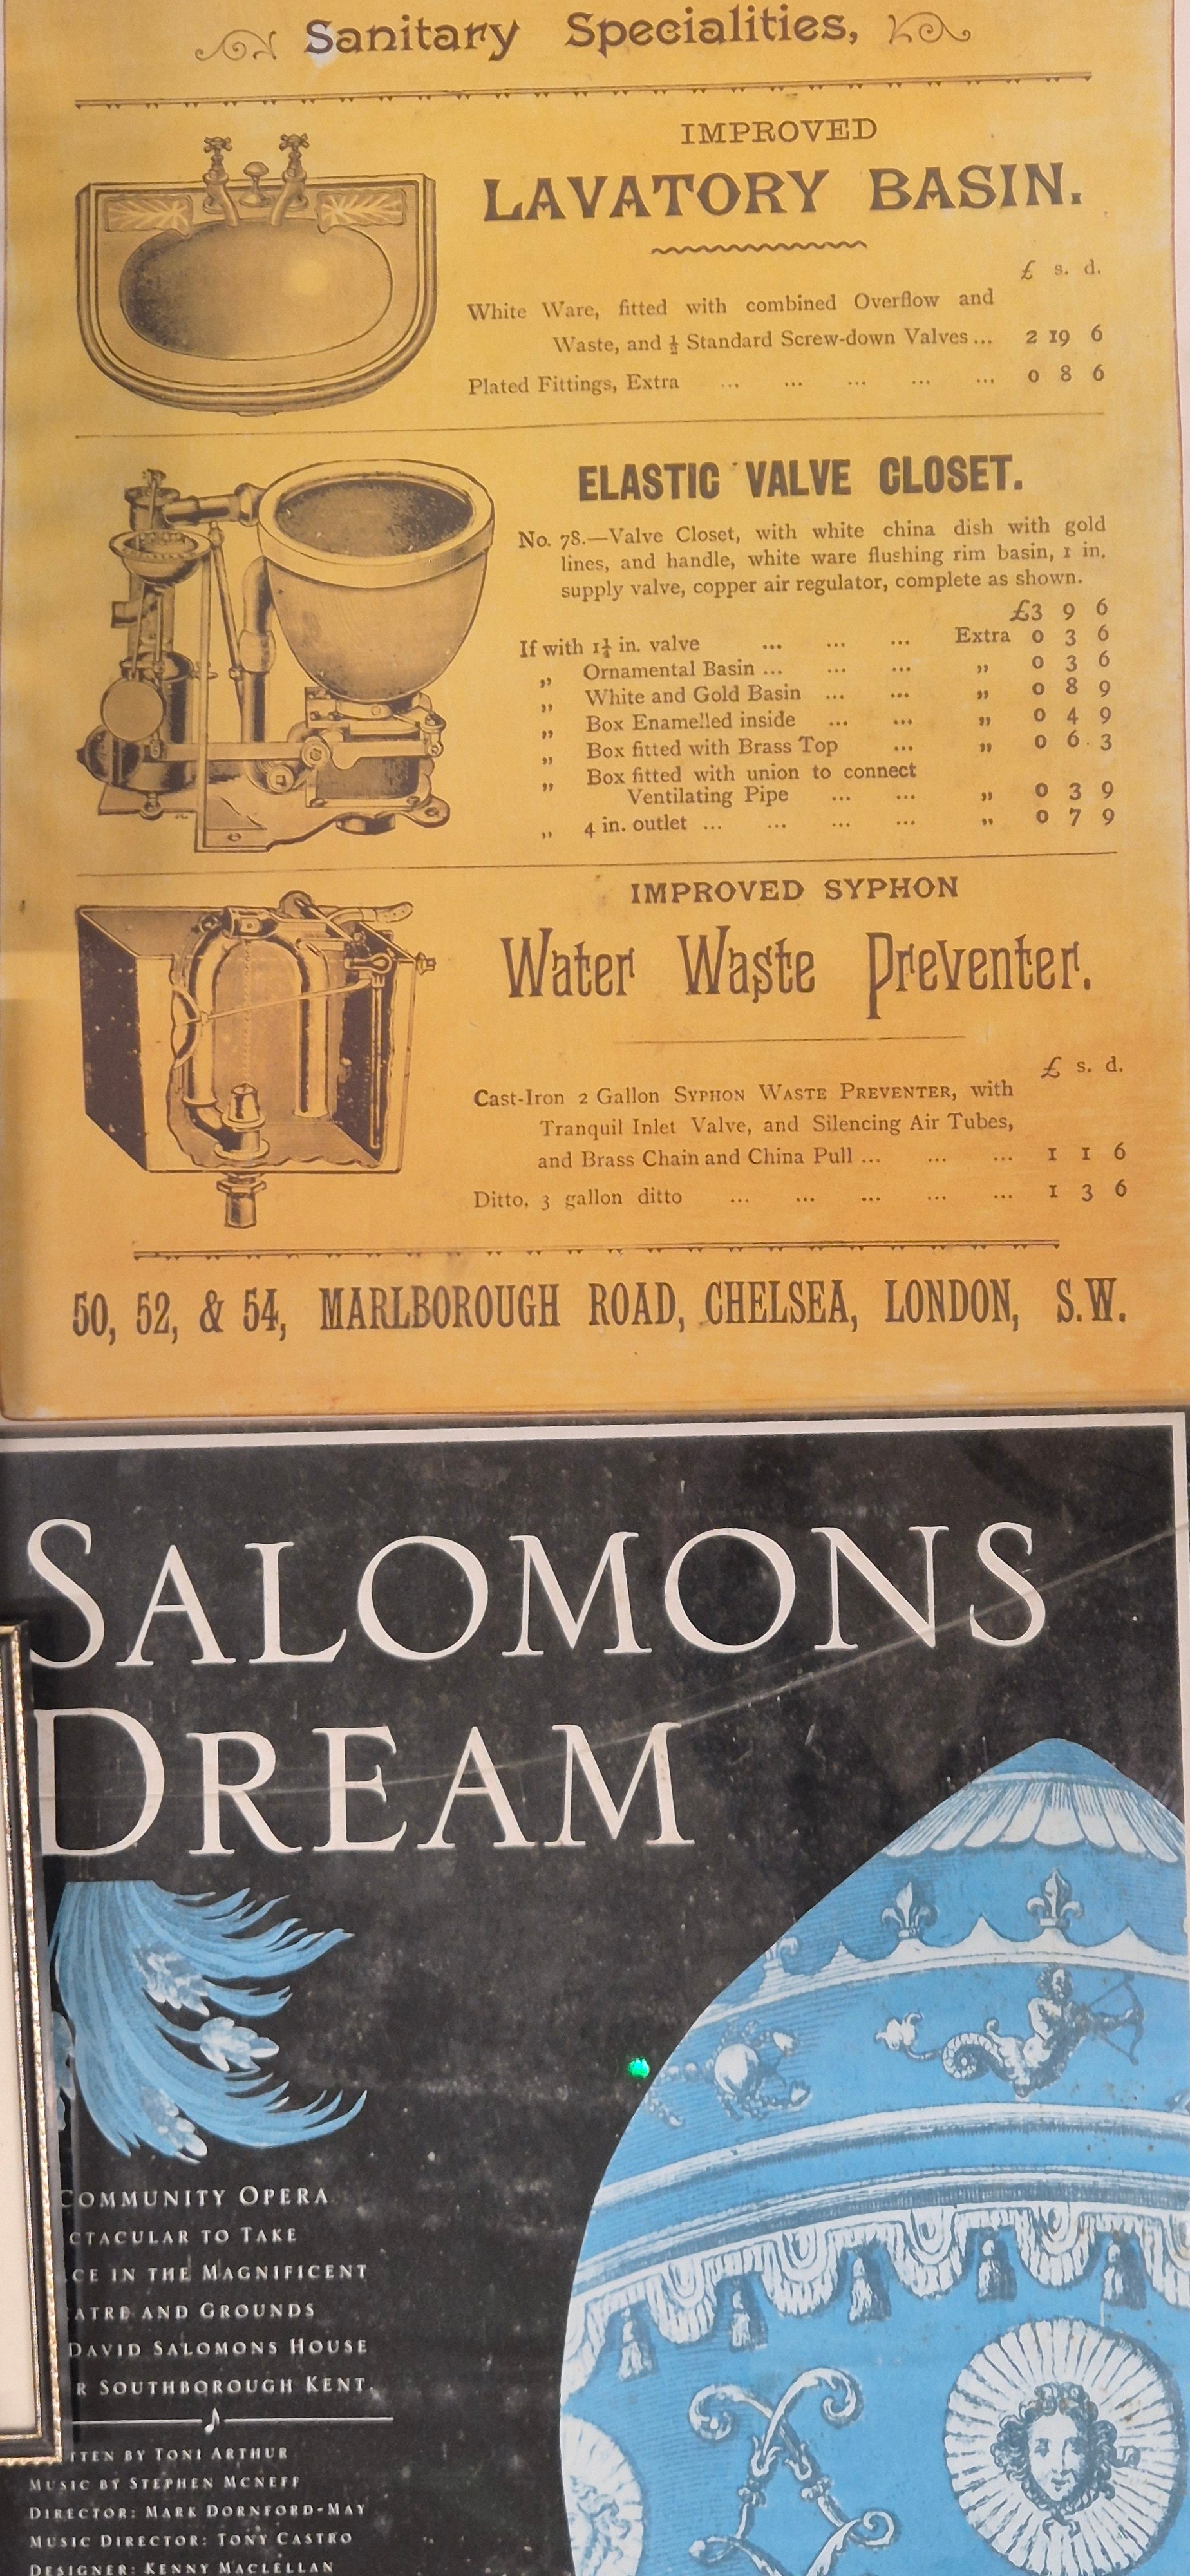 Sanitary Specialities,
IMPROVED
LAVATORY BASIN.
£ s. d.
White Ware, fitted with combined Overflow and
Waste, and ½ Standard Screw-down Valves ... 2 19 6
Plated Fittings, Extra ... ... ... ... ... 0 8 6
ELASTIC VALVE CLOSET.
No. 78.—Valve Closet, with white china dish with gold
lines, and handle, white ware flushing rim basin, 1 in.
supply valve, copper air regulator, complete as shown.
£3 9 6
If with 1¼ in. valve ... ... ... Extra 0 3 6
„ Ornamental Basin ... ... ... „ 0 3 6
„ White and Gold Basin ... ... „ 0 8 9
„ Box Enamelled inside ... ... „ 0 4 9
„ Box fitted with Brass Top ... „ 0 6 3
„ Box fitted with union to connect
Ventilating Pipe ... ... „ 0 3 9
„ 4 in. outlet ... ... ... ... „ 0 7 9
IMPROVED SYPHON
Water Waste Preventer.
£ s. d.
Cast-Iron 2 Gallon SYPHON WASTE PREVENTER, with
Tranquil Inlet Valve, and Silencing Air Tubes,
and Brass Chain and China Pull ... ... ... 1 1 6
Ditto, 3 gallon ditto ... ... ... ... ... 1 3 6
50, 52, & 54, MARLBOROUGH ROAD, CHELSEA, LONDON, S.W.
SALOMONS
DREAM
COMMUNITY OPERA
CTACULAR TO TAKE
CE IN THE MAGNIFICENT
ATRE AND GROUNDS
DAVID SALOMONS HOUSE
R SOUTHBOROUGH KENT.
TTEN BY TONI ARTHUR
MUSIC BY STEPHEN MCNEFF
DIRECTOR: MARK DORNFORD-MAY
MUSIC DIRECTOR: TONY CASTRO
DESIGNER: KENNY MACLELLAN